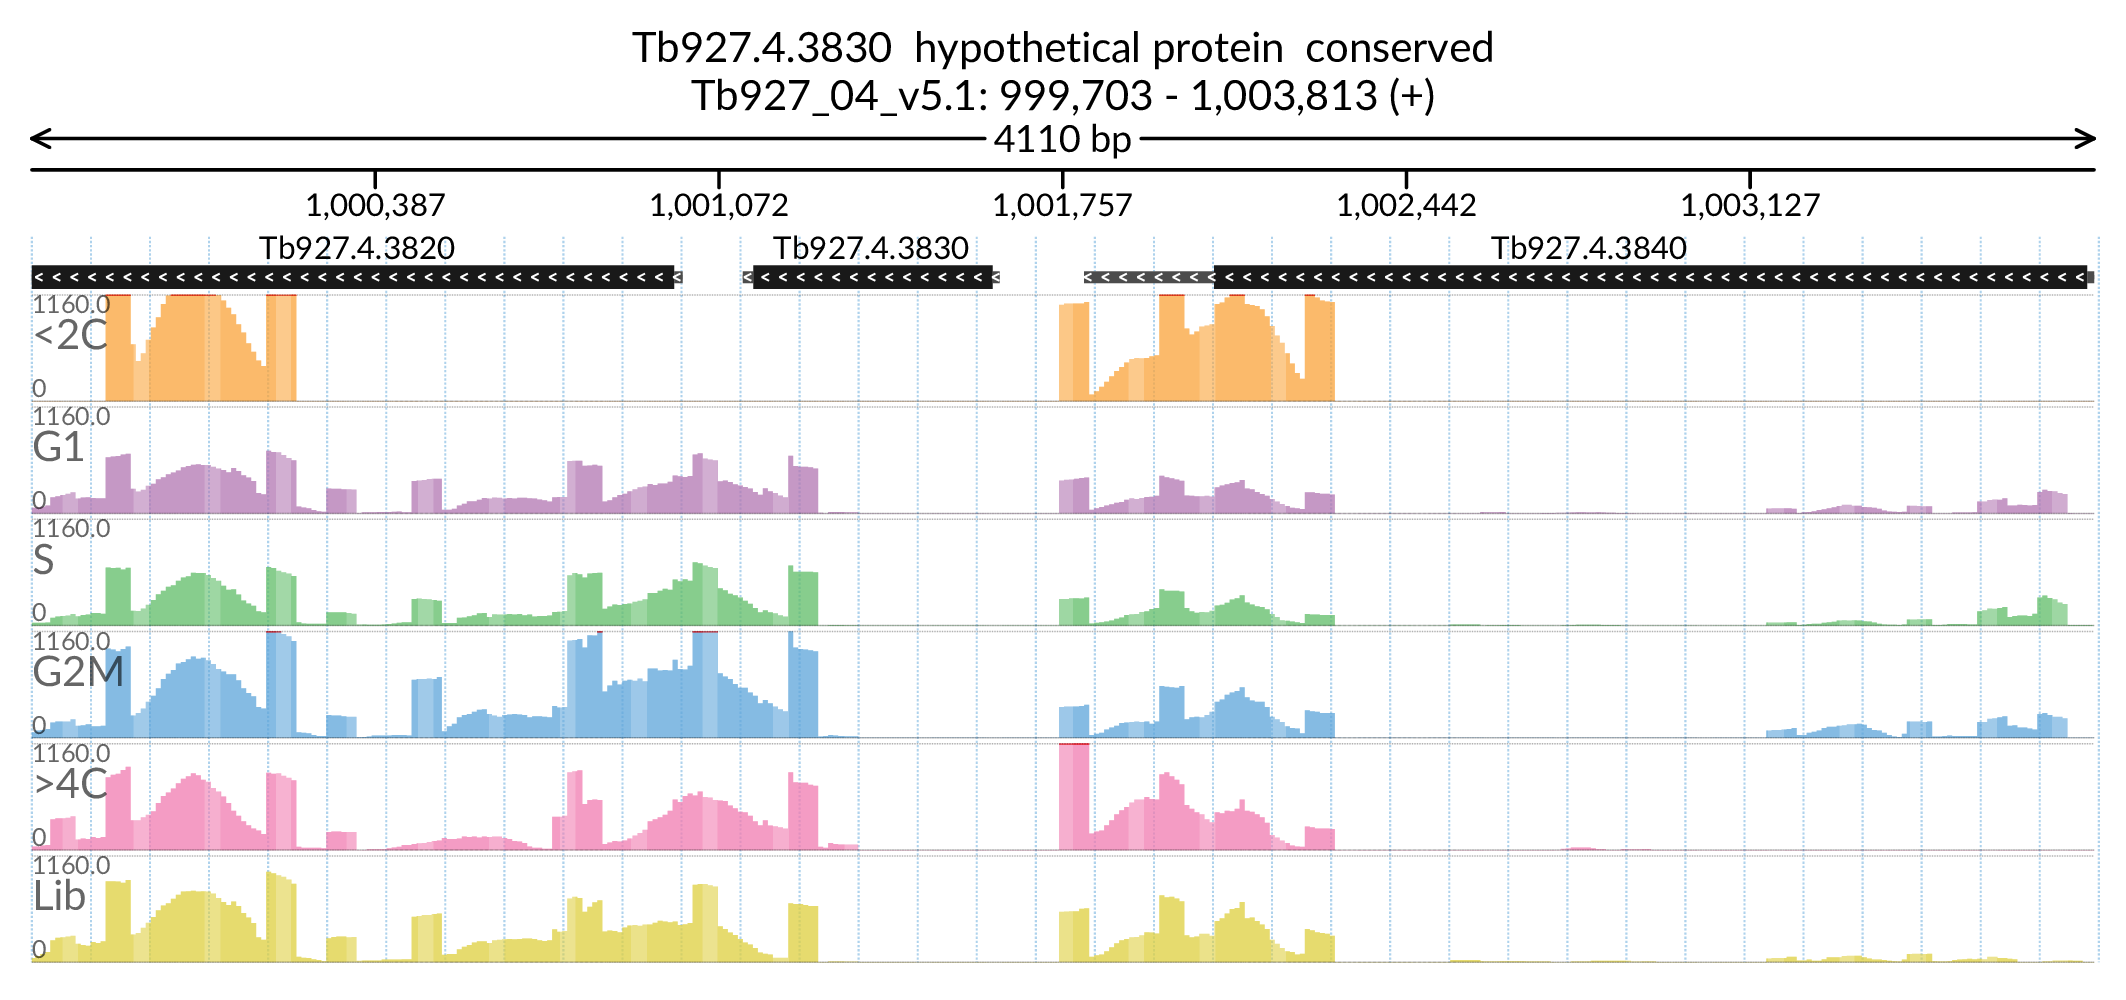 Tb927.4.3830 hypothetical protein conserved
Tb927_04_v5.1: 999,703 - 1,003,813 (+)
4110 bp
1,000,387 1,001,072 1,001,757 1,002,442 1,003,127
Tb927.4.3820 Tb927.4.3830 Tb927.4.3840
1160.0
<2C
0
1160.0
G1
0
1160.0
S
0
1160.0
G2M
0
1160.0
>4C
0
1160.0
Lib
0